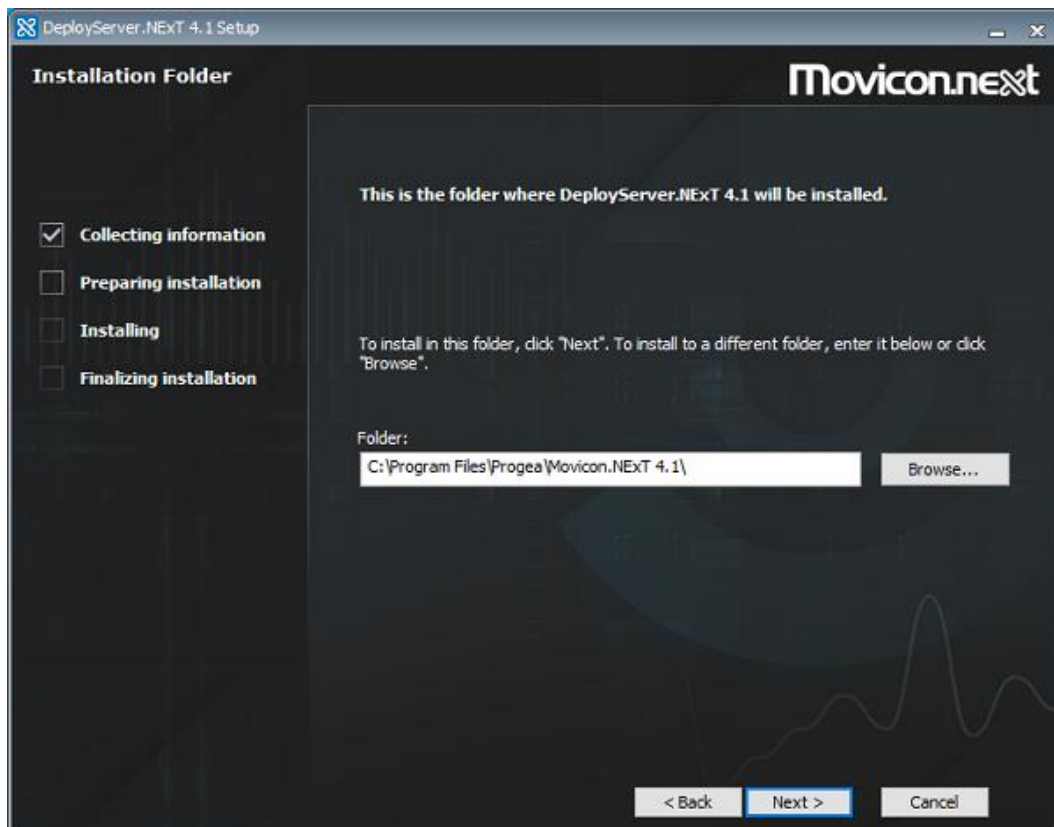 DeployServer.NExT 4.1 Setup
Installation Folder
Movicon.next
This is the folder where DeployServer.NExT 4.1 will be installed.
Collecting information
Preparing installation
Installing
Finalizing installation
To install in this folder, click "Next". To install to a different folder, enter it below or click
"Browse".
Folder:
C:\Program Files\Progea\Movicon.NExT 4.1\
Browse...
< Back
Next >
Cancel